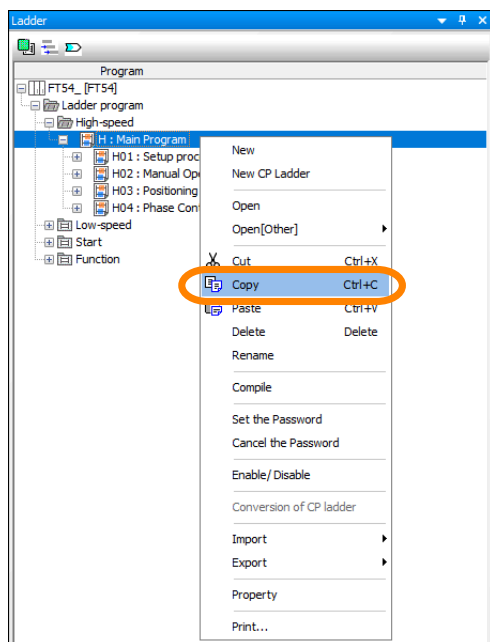 Ladder
Program
FT54_ [FT54]
Ladder program
High-speed
H : Main Program
H01 : Setup proc
H02 : Manual Op
H03 : Positioning
H04 : Phase Con
Low-speed
Start
Function
New
New CP Ladder
Open
Open[Other]
Cut Ctrl+X
Copy Ctrl+C
Paste Ctrl+V
Delete Delete
Rename
Compile
Set the Password
Cancel the Password
Enable/Disable
Conversion of CP ladder
Import
Export
Property
Print...